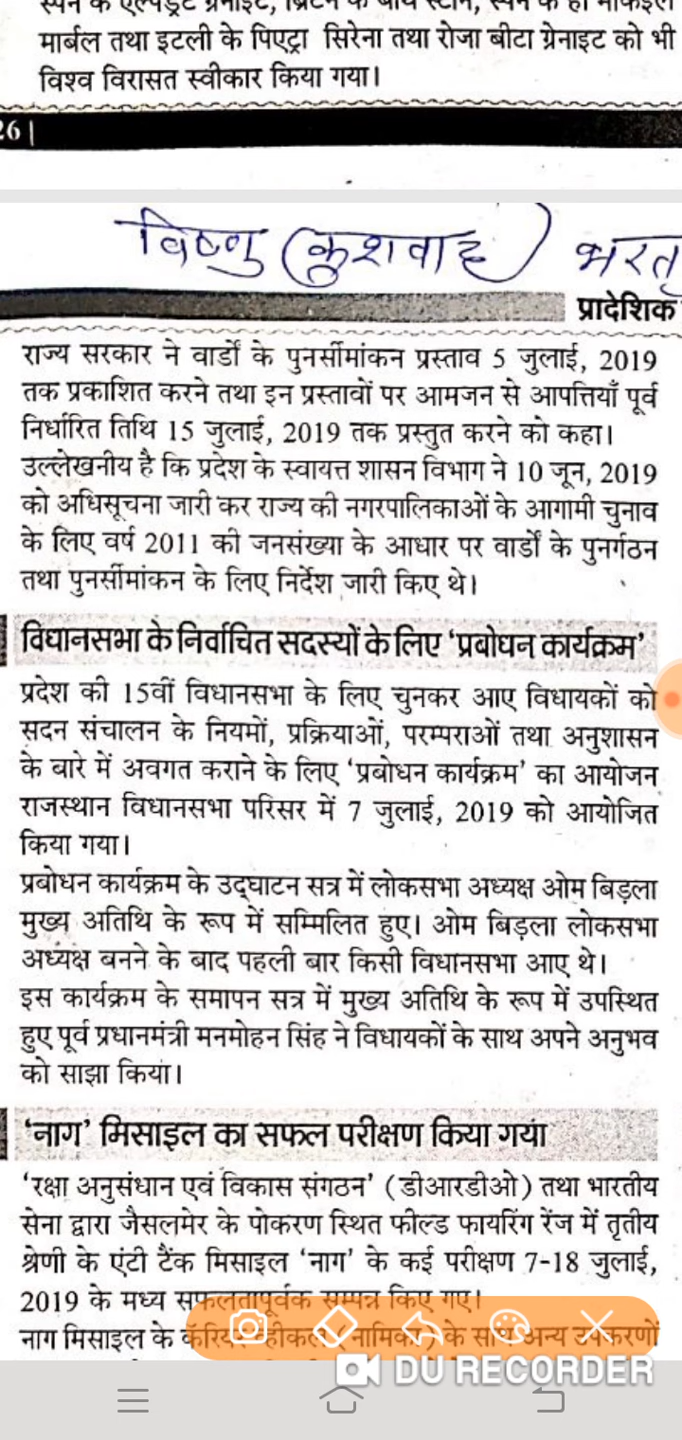 मार्बल तथा इटली के पिएट्रा सिरेना तथा रोजा बीटा ग्रेनाइट को भी
विश्व विरासत स्वीकार किया गया।
26|
विष्णु (कुशवाह) भरत
प्रादेशिक
राज्य सरकार ने वार्डों के पुनर्सीमांकन प्रस्ताव 5 जुलाई, 2019
तक प्रकाशित करने तथा इन प्रस्तावों पर आमजन से आपत्तियाँ पूर्व
निर्धारित तिथि 15 जुलाई, 2019 तक प्रस्तुत करने को कहा।
उल्लेखनीय है कि प्रदेश के स्वायत्त शासन विभाग ने 10 जून, 2019
को अधिसूचना जारी कर राज्य की नगरपालिकाओं के आगामी चुनाव
के लिए वर्ष 2011 की जनसंख्या के आधार पर वार्डों के पुनर्गठन
तथा पुनर्सीमांकन के लिए निर्देश जारी किए थे।
विधानसभा के निर्वाचित सदस्यों के लिए ‘प्रबोधन कार्यक्रम’
प्रदेश की 15वीं विधानसभा के लिए चुनकर आए विधायकों को
सदन संचालन के नियमों, प्रक्रियाओं, परम्पराओं तथा अनुशासन
के बारे में अवगत कराने के लिए ‘प्रबोधन कार्यक्रम’ का आयोजन
राजस्थान विधानसभा परिसर में 7 जुलाई, 2019 को आयोजित
किया गया।
प्रबोधन कार्यक्रम के उद्घाटन सत्र में लोकसभा अध्यक्ष ओम बिड़ला
मुख्य अतिथि के रूप में सम्मिलित हुए। ओम बिड़ला लोकसभा
अध्यक्ष बनने के बाद पहली बार किसी विधानसभा आए थे।
इस कार्यक्रम के समापन सत्र में मुख्य अतिथि के रूप में उपस्थित
हुए पूर्व प्रधानमंत्री मनमोहन सिंह ने विधायकों के साथ अपने अनुभव
को साझा किया।
‘नाग’ मिसाइल का सफल परीक्षण किया गया
‘रक्षा अनुसंधान एवं विकास संगठन’ (डीआरडीओ) तथा भारतीय
सेना द्वारा जैसलमेर के पोकरण स्थित फील्ड फायरिंग रेंज में तृतीय
श्रेणी के एंटी टैंक मिसाइल ‘नाग’ के कई परीक्षण 7-18 जुलाई,
2019 के मध्य सफलतापूर्वक सम्पन्न किए गए।
नाग मिसाइल के कैरियर व्हीकल (नामिका) के साथ अन्य उपकरणों
DU RECORDER